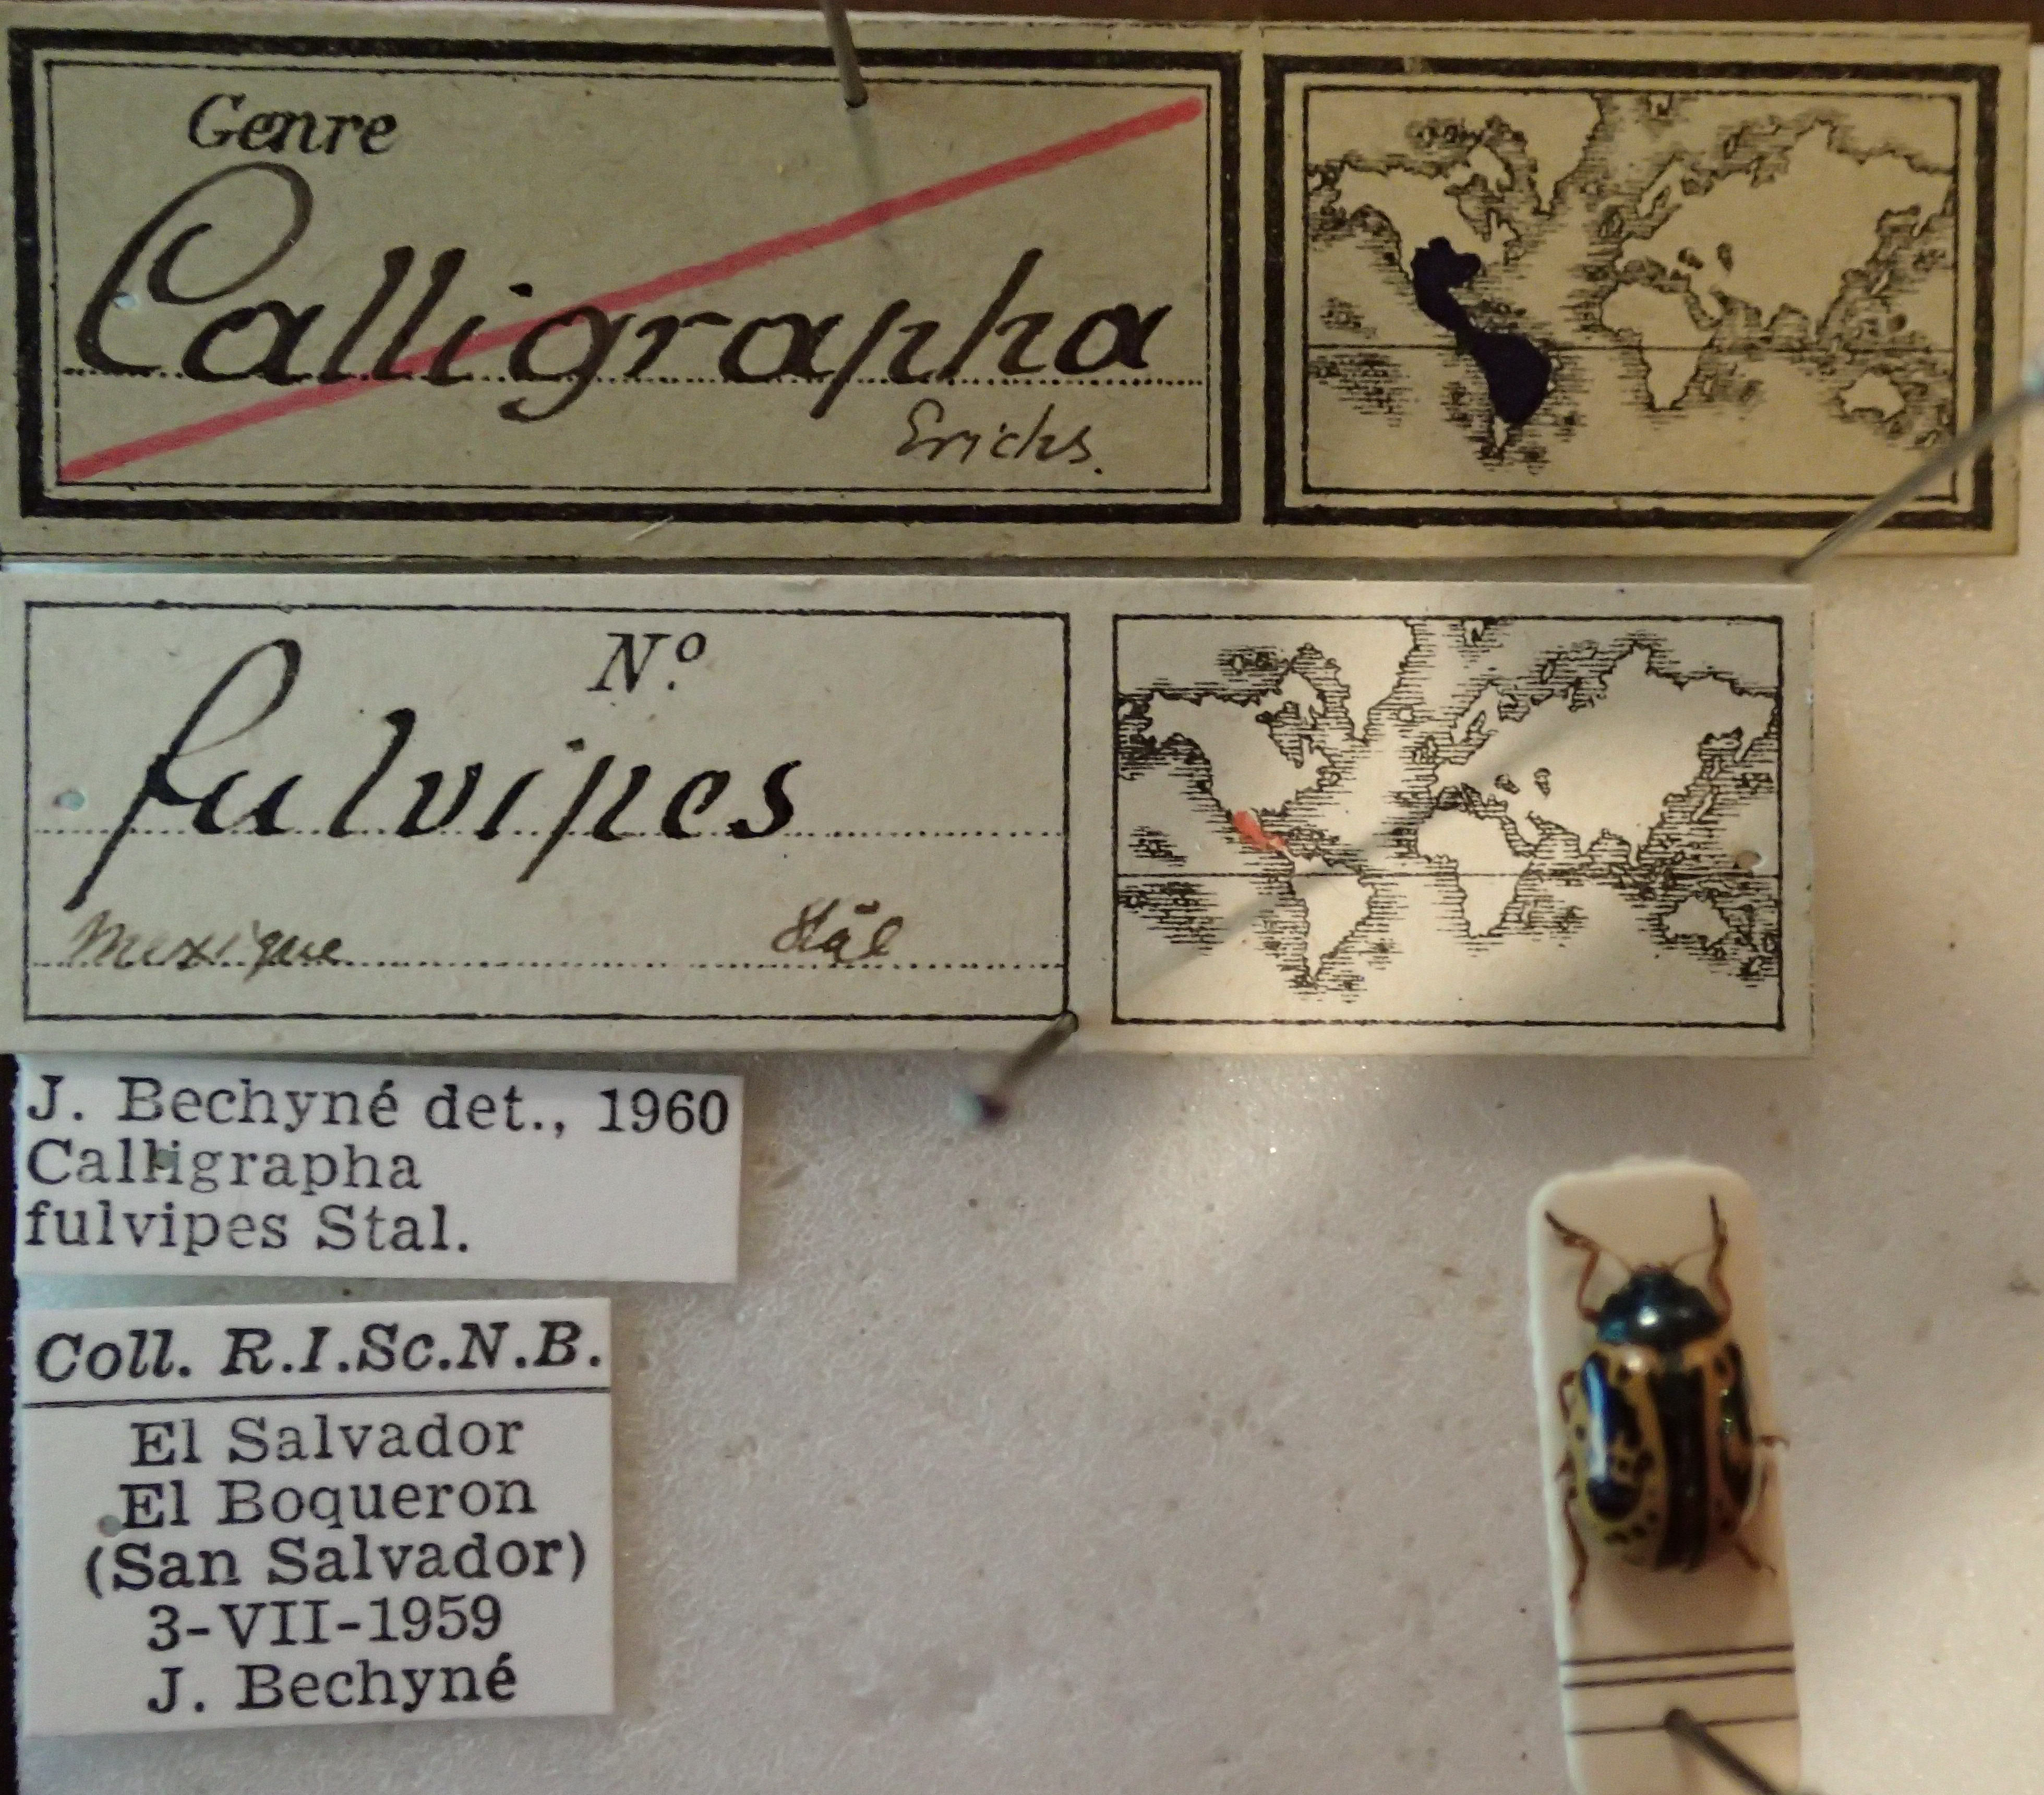 Genre
Calligrapha
Erichs.
Nº
fulvipes
Mexique Stål
J. Bechyné det., 1960
Calligrapha
fulvipes Stal.
Coll. R.I.Sc.N.B.
El Salvador
El Boqueron
(San Salvador)
3-VII-1959
J. Bechyné